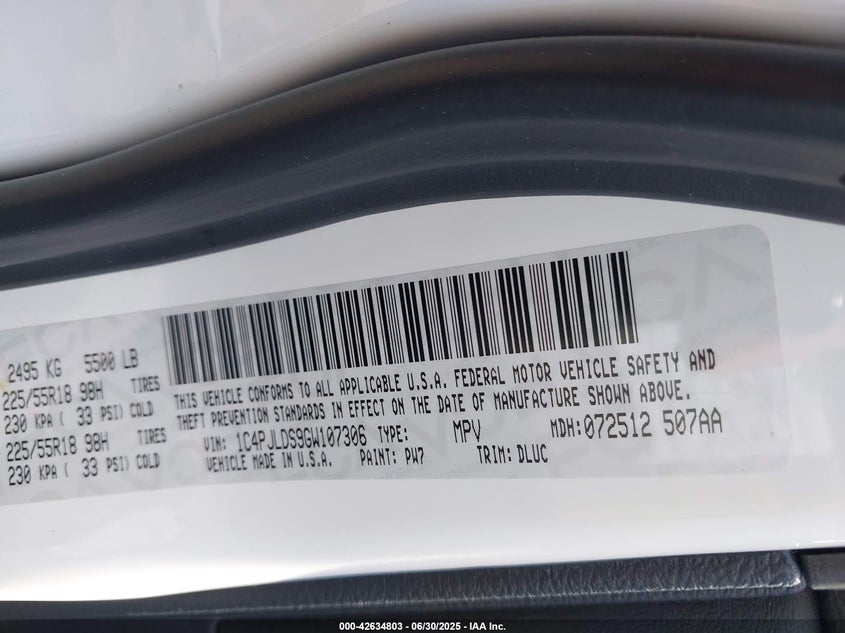 2495 KG 5500 LB
225/55R18 98H TIRES
230 KPA ( 33 PSI) COLD
225/55R18 98H TIRES
230 KPA ( 33 PSI) COLD
THIS VEHICLE CONFORMS TO ALL APPLICABLE U.S.A. FEDERAL MOTOR VEHICLE SAFETY AND
THEFT PREVENTION STANDARDS IN EFFECT ON THE DATE OF MANUFACTURE SHOWN ABOVE.
VIN: 1C4PJLDS9GW107306 TYPE: MPV MDH:072512 507AA
VEHICLE MADE IN U.S.A. PAINT: PW7 TRIM: DLUC
000-42634803 - 06/30/2025 - IAA Inc.